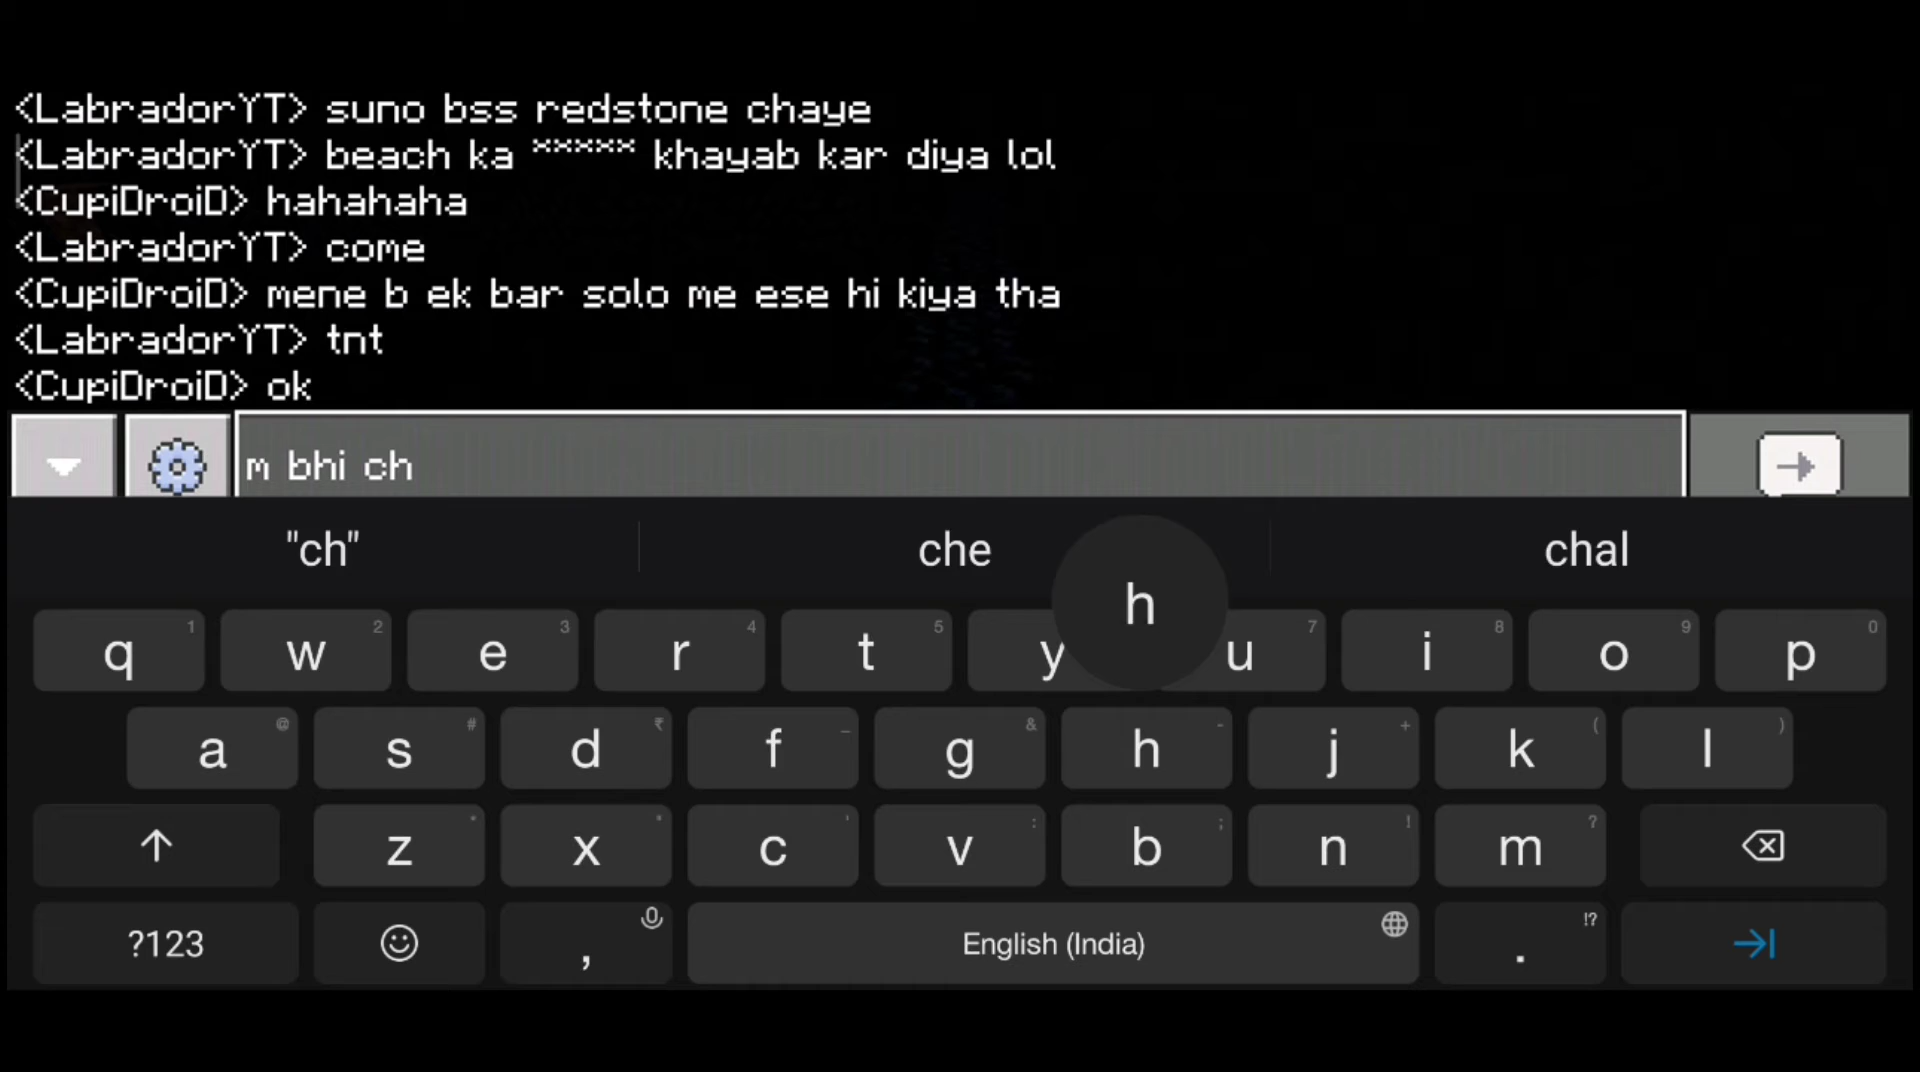 <LabradorYT> suno bss redstone chaye
<LabradorYT> beach ka ***** khayab kar diya lol
<CupiDroiD> hahahaha
<LabradorYT> come
<CupiDroiD> mene b ek bar solo me ese hi kiya tha
<LabradorYT> tnt
<CupiDroiD> ok
m bhi ch
"ch" che chal
h
q 1 w 2 e 3 r 4 t 5 y u 7 i 8 o 9 p 0
a @ s # d ₹ f _ g & h - j + k ( l )
z * x " c ' v : b ; n ! m ?
?123 , English (India) . !?